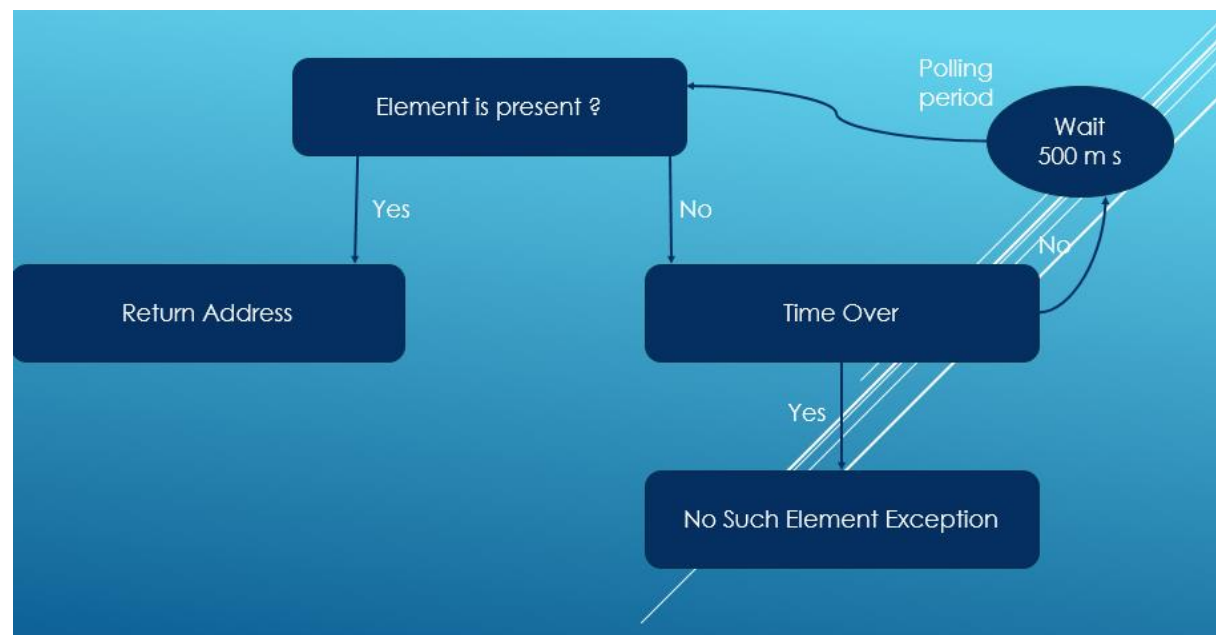 Polling
period
Element is present ?
Wait
500 m s
Yes
No
No
Return Address
Time Over
Yes
No Such Element Exception